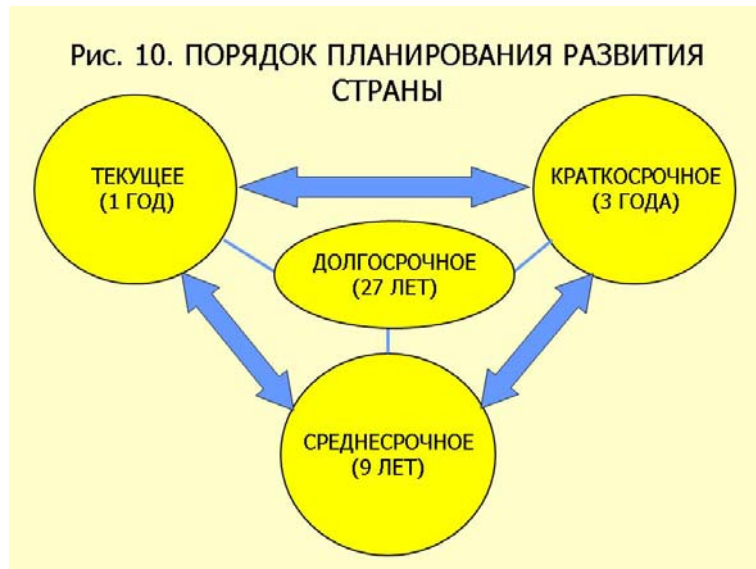 Рис. 10. ПОРЯДОК ПЛАНИРОВАНИЯ РАЗВИТИЯ
СТРАНЫ
ТЕКУЩЕЕ
(1 ГОД)
КРАТКОСРОЧНОЕ
(3 ГОДА)
ДОЛГОСРОЧНОЕ
(27 ЛЕТ)
СРЕДНЕСРОЧНОЕ
(9 ЛЕТ)